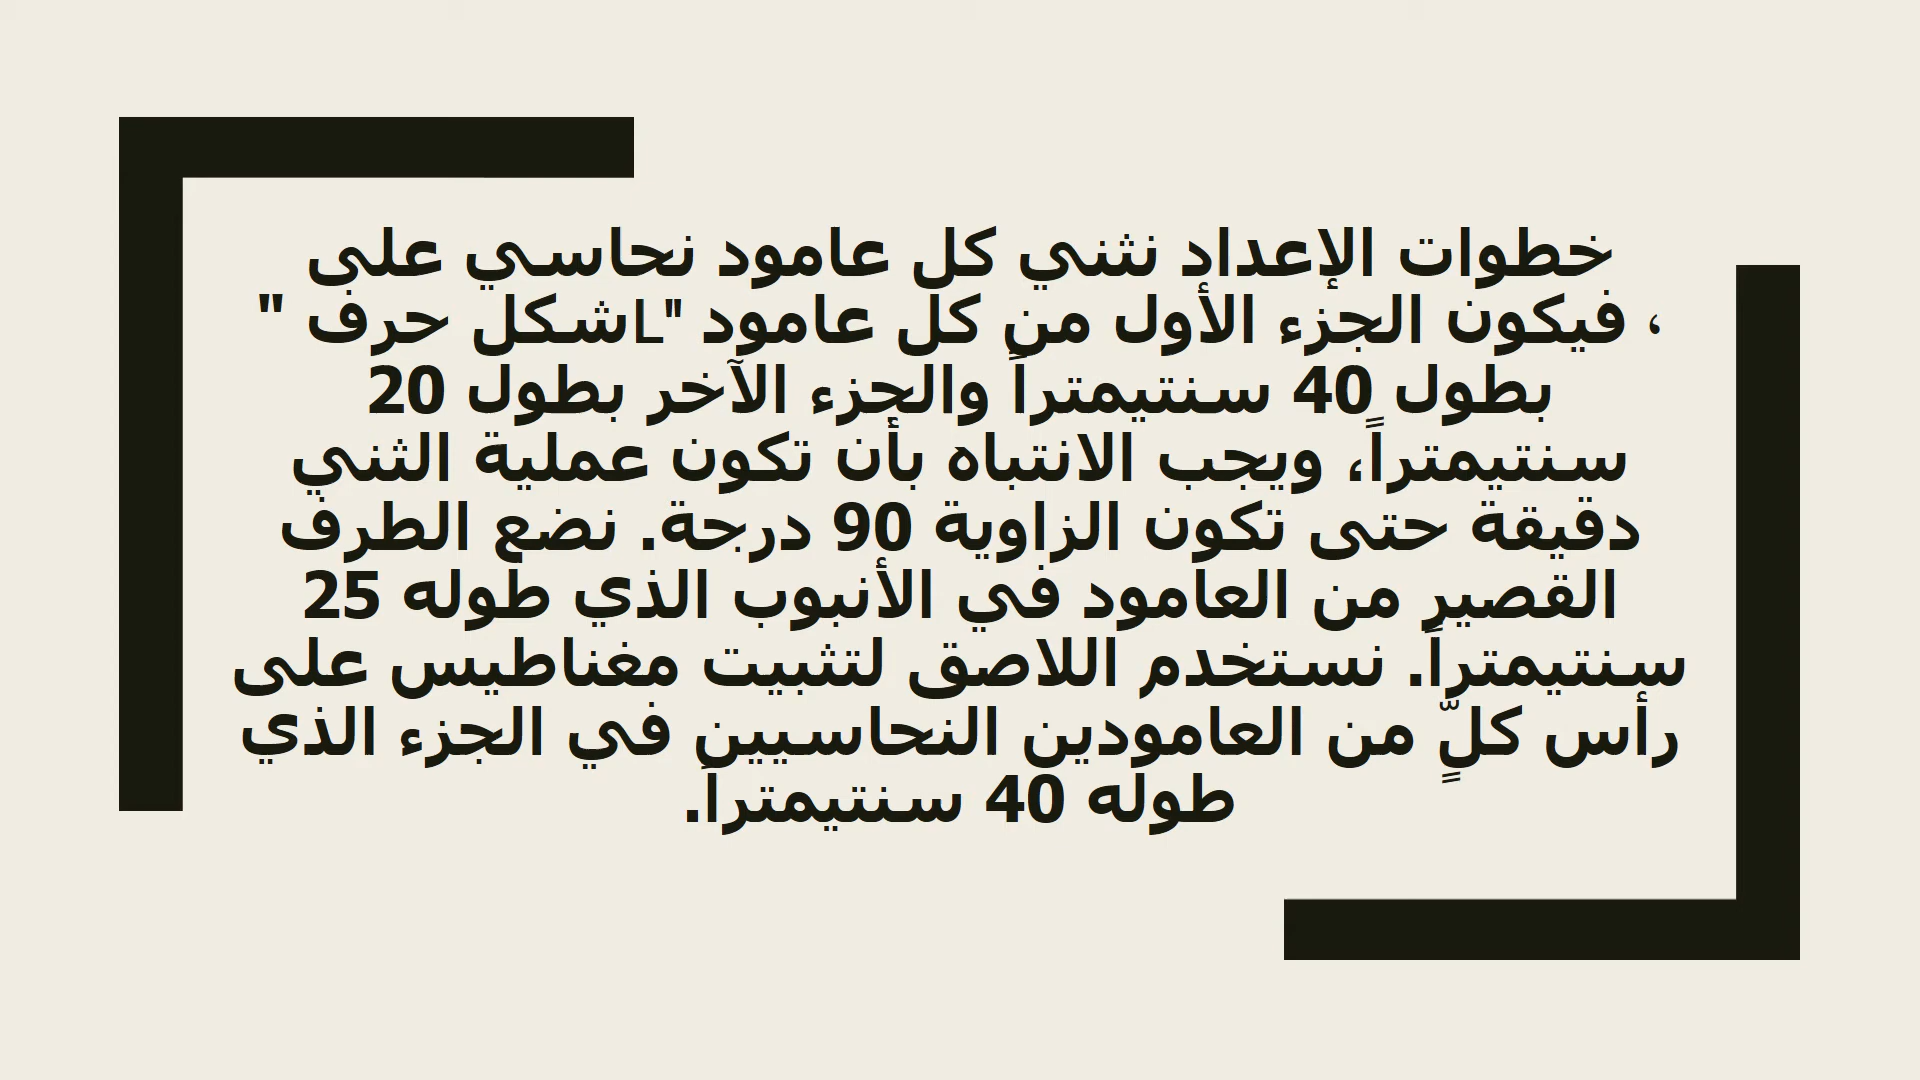 خطوات الإعداد نثني كل عامود نحاسي على
، فيكون الجزء الأول من كل عامود "Lشكل حرف "
بطول 40 سنتيمتراً والجزء الآخر بطول 20
سنتيمتراً، ويجب الانتباه بأن تكون عملية الثني
دقيقة حتى تكون الزاوية 90 درجة. نضع الطرف
القصير من العامود في الأنبوب الذي طوله 25
سنتيمتراً. نستخدم اللاصق لتثبيت مغناطيس على
رأس كلٍّ من العامودين النحاسيين في الجزء الذي
طوله 40 سنتيمتراً.